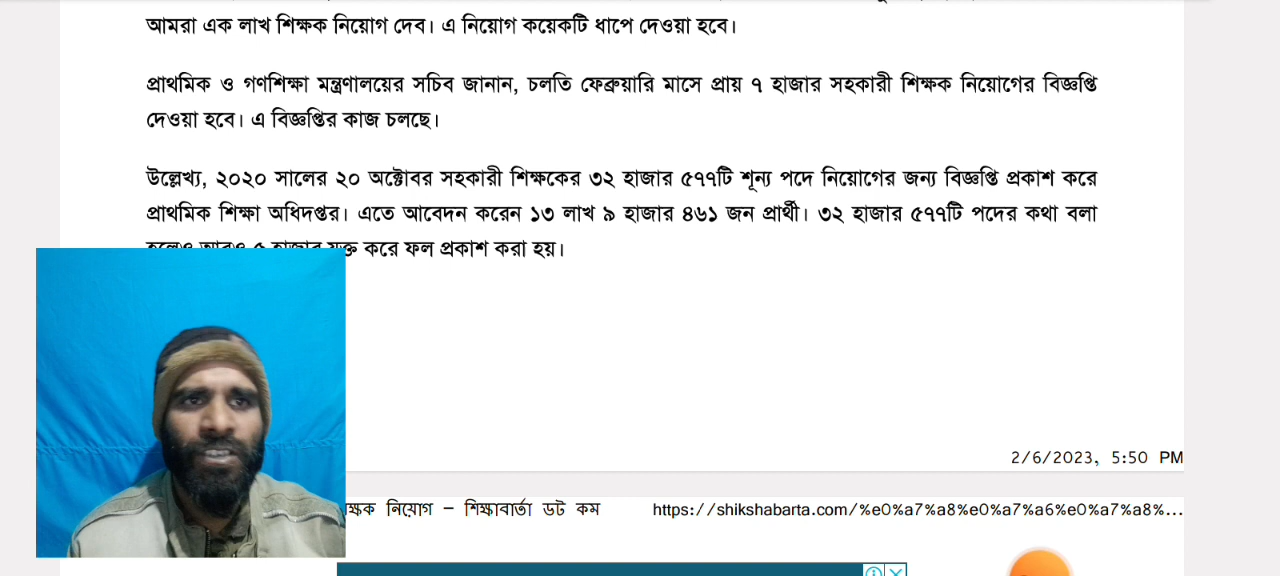 আমরা এক লাখ শিক্ষক নিয়োগ দেব। এ নিয়োগ কয়েকটি ধাপে দেওয়া হবে।
প্রাথমিক ও গণশিক্ষা মন্ত্রণালয়ের সচিব জানান, চলতি ফেব্রুয়ারি মাসে প্রায় ৭ হাজার সহকারী শিক্ষক নিয়োগের বিজ্ঞপ্তি
দেওয়া হবে। এ বিজ্ঞপ্তির কাজ চলছে।
উল্লেখ্য, ২০২০ সালের ২০ অক্টোবর সহকারী শিক্ষকের ৩২ হাজার ৫৭৭টি শূন্য পদে নিয়োগের জন্য বিজ্ঞপ্তি প্রকাশ করে
প্রাথমিক শিক্ষা অধিদপ্তর। এতে আবেদন করেন ১৩ লাখ ৯ হাজার ৪৬১ জন প্রার্থী। ৩২ হাজার ৫৭৭টি পদের কথা বলা
করে ফল প্রকাশ করা হয়।
2/6/2023, 5:50 PM
নিয়োগ – শিক্ষাবার্তা ডট কম
https://shikshabarta.com/%e0%a7%a8%e0%a7%a6%e0%a7%a8%...